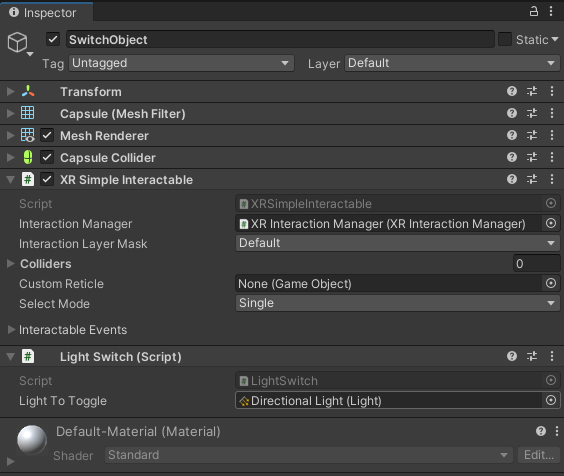 Inspector
SwitchObject
Static
Tag Untagged Layer Default
Transform
Capsule (Mesh Filter)
Mesh Renderer
Capsule Collider
# XR Simple Interactable
Script # XRSimpleInteractable
Interaction Manager # XR Interaction Manager (XR Interaction Manager)
Interaction Layer Mask Default
Colliders 0
Custom Reticle None (Game Object)
Select Mode Single
Interactable Events
# Light Switch (Script)
Script # LightSwitch
Light To Toggle Directional Light (Light)
Default-Material (Material)
Shader Standard Edit...